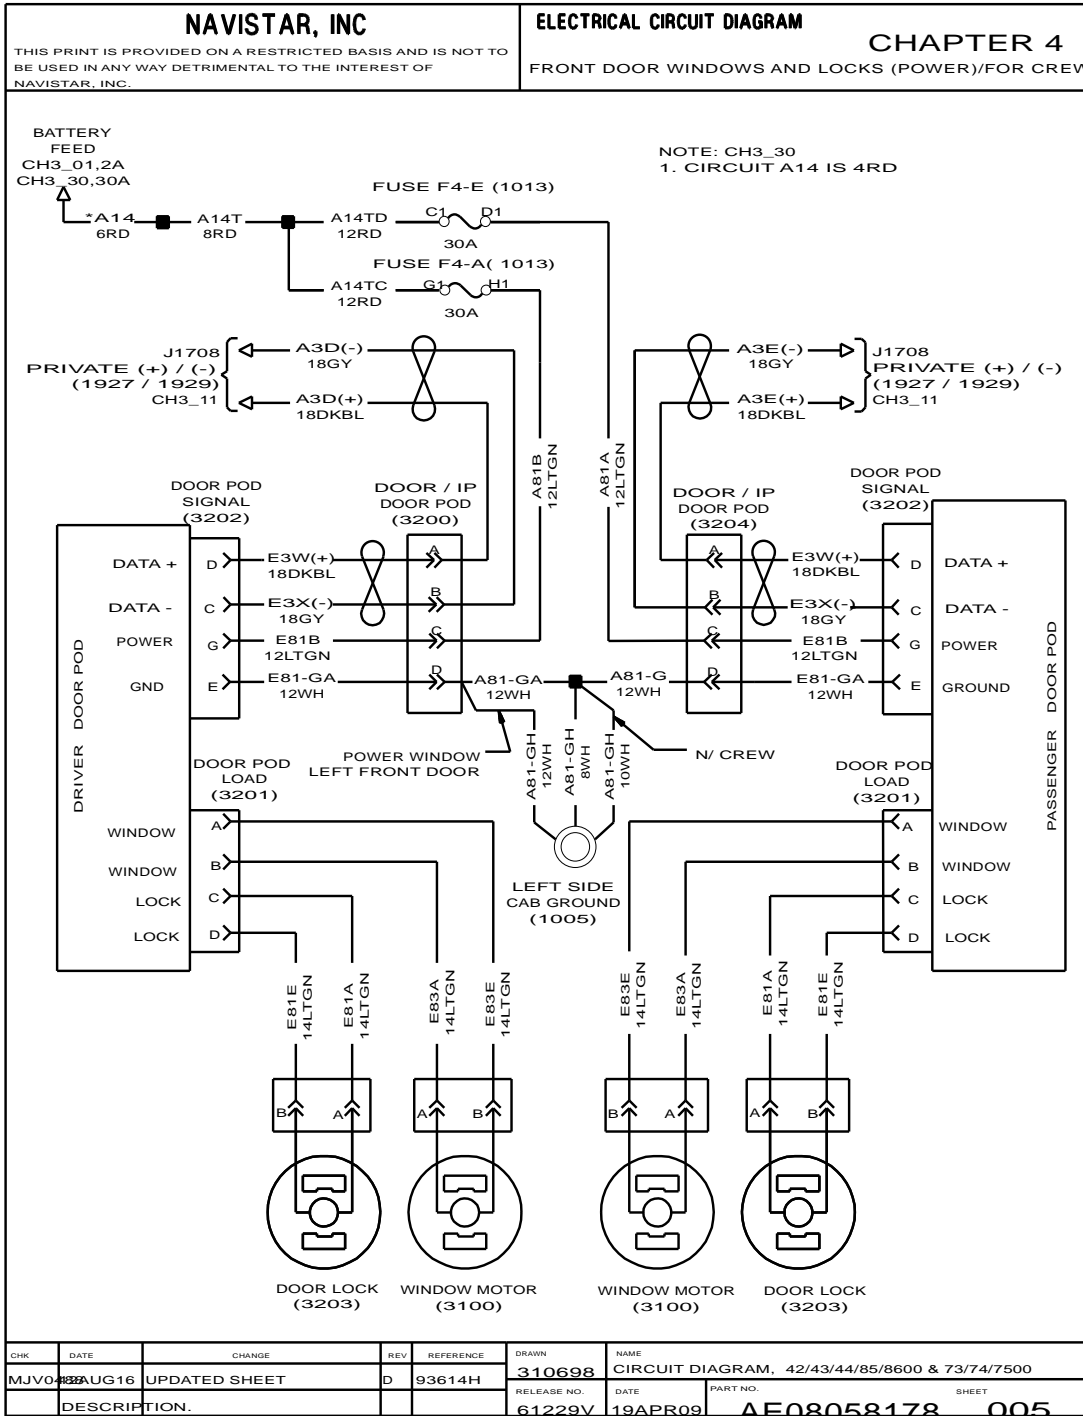 NAVISTAR, INC
THIS PRINT IS PROVIDED ON A RESTRICTED BASIS AND IS NOT TO
BE USED IN ANY WAY DETRIMENTAL TO THE INTEREST OF
NAVISTAR, INC.
ELECTRICAL CIRCUIT DIAGRAM
CHAPTER 4
FRONT DOOR WINDOWS AND LOCKS (POWER)/FOR CREW
BATTERY
FEED
CH3_01,2A
CH3_30,30A
NOTE: CH3_30
1. CIRCUIT A14 IS 4RD
*A14
6RD
A14T
8RD
A14TD
12RD
FUSE F4-E (1013)
C1 D1
30A
FUSE F4-A( 1013)
A14TC
12RD
G1 H1
30A
J1708
PRIVATE (+) / (-)
(1927 / 1929)
CH3_11
A3D(-)
18GY
A3D(+)
18DKBL
A3E(-)
18GY
A3E(+)
18DKBL
J1708
PRIVATE (+) / (-)
(1927 / 1929)
CH3_11
A81B
12LTGN
A81A
12LTGN
DOOR POD
SIGNAL
(3202)
DOOR / IP
DOOR POD
(3200)
DOOR / IP
DOOR POD
(3204)
DOOR POD
SIGNAL
(3202)
DRIVER DOOR POD
DATA + D
E3W(+)
18DKBL
A
DATA - C
E3X(-)
18GY
B
POWER G
E81B
12LTGN
C
GND E
E81-GA
12WH
D
A81-GA
12WH
A81-G
12WH
A
E3W(+)
18DKBL
D DATA +
B
E3X(-)
18GY
C DATA -
C
E81B
12LTGN
G POWER
D
E81-GA
12WH
E GROUND
PASSENGER DOOR POD
POWER WINDOW
LEFT FRONT DOOR
N/ CREW
A81-GH
12WH
A81-GH
8WH
A81-GH
10WH
LEFT SIDE
CAB GROUND
(1005)
DOOR POD
LOAD
(3201)
WINDOW A
WINDOW B
LOCK C
LOCK D
DOOR POD
LOAD
(3201)
A WINDOW
B WINDOW
C LOCK
D LOCK
E81E
14LTGN
E81A
14LTGN
E83A
14LTGN
E83E
14LTGN
E83E
14LTGN
E83A
14LTGN
E81A
14LTGN
E81E
14LTGN
B A A B B A A B
DOOR LOCK
(3203)
WINDOW MOTOR
(3100)
WINDOW MOTOR
(3100)
DOOR LOCK
(3203)
CHK DATE CHANGE REV REFERENCE
UPDATED SHEET D 93614H
DESCRIPTION.
DRAWN
310698
NAME
CIRCUIT DIAGRAM, 42/43/44/85/8600 & 73/74/7500
RELEASE NO.
61229V
DATE
19APR09
PART NO.
AF08058178
SHEET
005